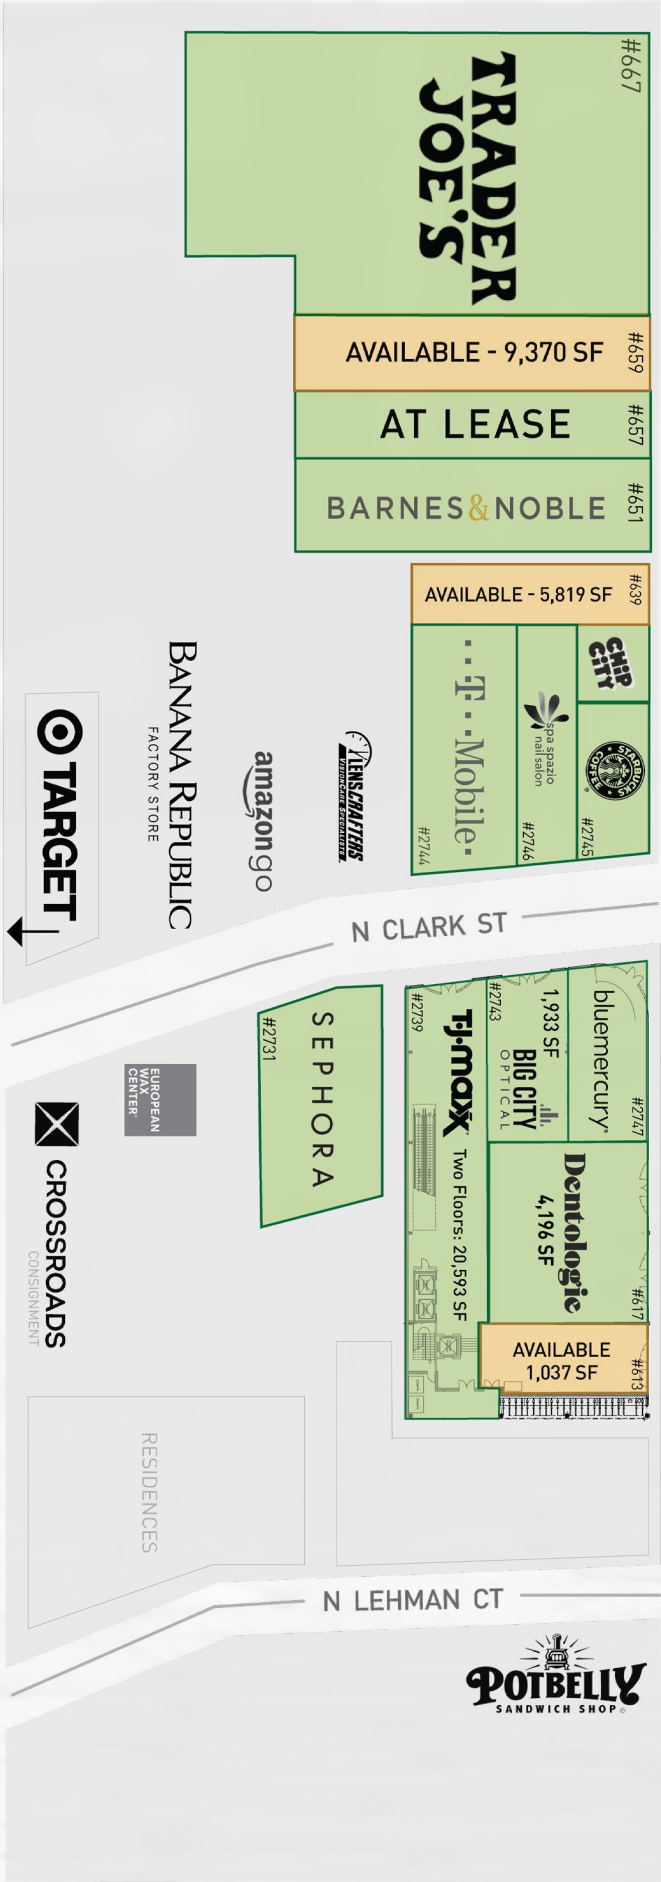 #667
TRADER
JOE'S
AVAILABLE - 9,370 SF
#659
AT LEASE
#657
BARNES&NOBLE
#651
AVAILABLE - 5,819 SF
#639
CHIP
CITY
STARBUCKS
COFFEE
#2745
spa spazio
nail salon
#2746
T Mobile
#2744
LENSCRAFTERS
VISIONCARE SPECIALISTS
amazon go
BANANA REPUBLIC
FACTORY STORE
TARGET
N CLARK ST
bluemercury
#2747
1,933 SF
BIG CITY
OPTICAL
#2743
T·J·maxx
Two Floors: 20,593 SF
#2739
SEPHORA
#2731
EUROPEAN
WAX
CENTER
CROSSROADS
CONSIGNMENT
Dentologie
4,196 SF
#617
AVAILABLE
1,037 SF
#613
RESIDENCES
N LEHMAN CT
POTBELLY
SANDWICH SHOP